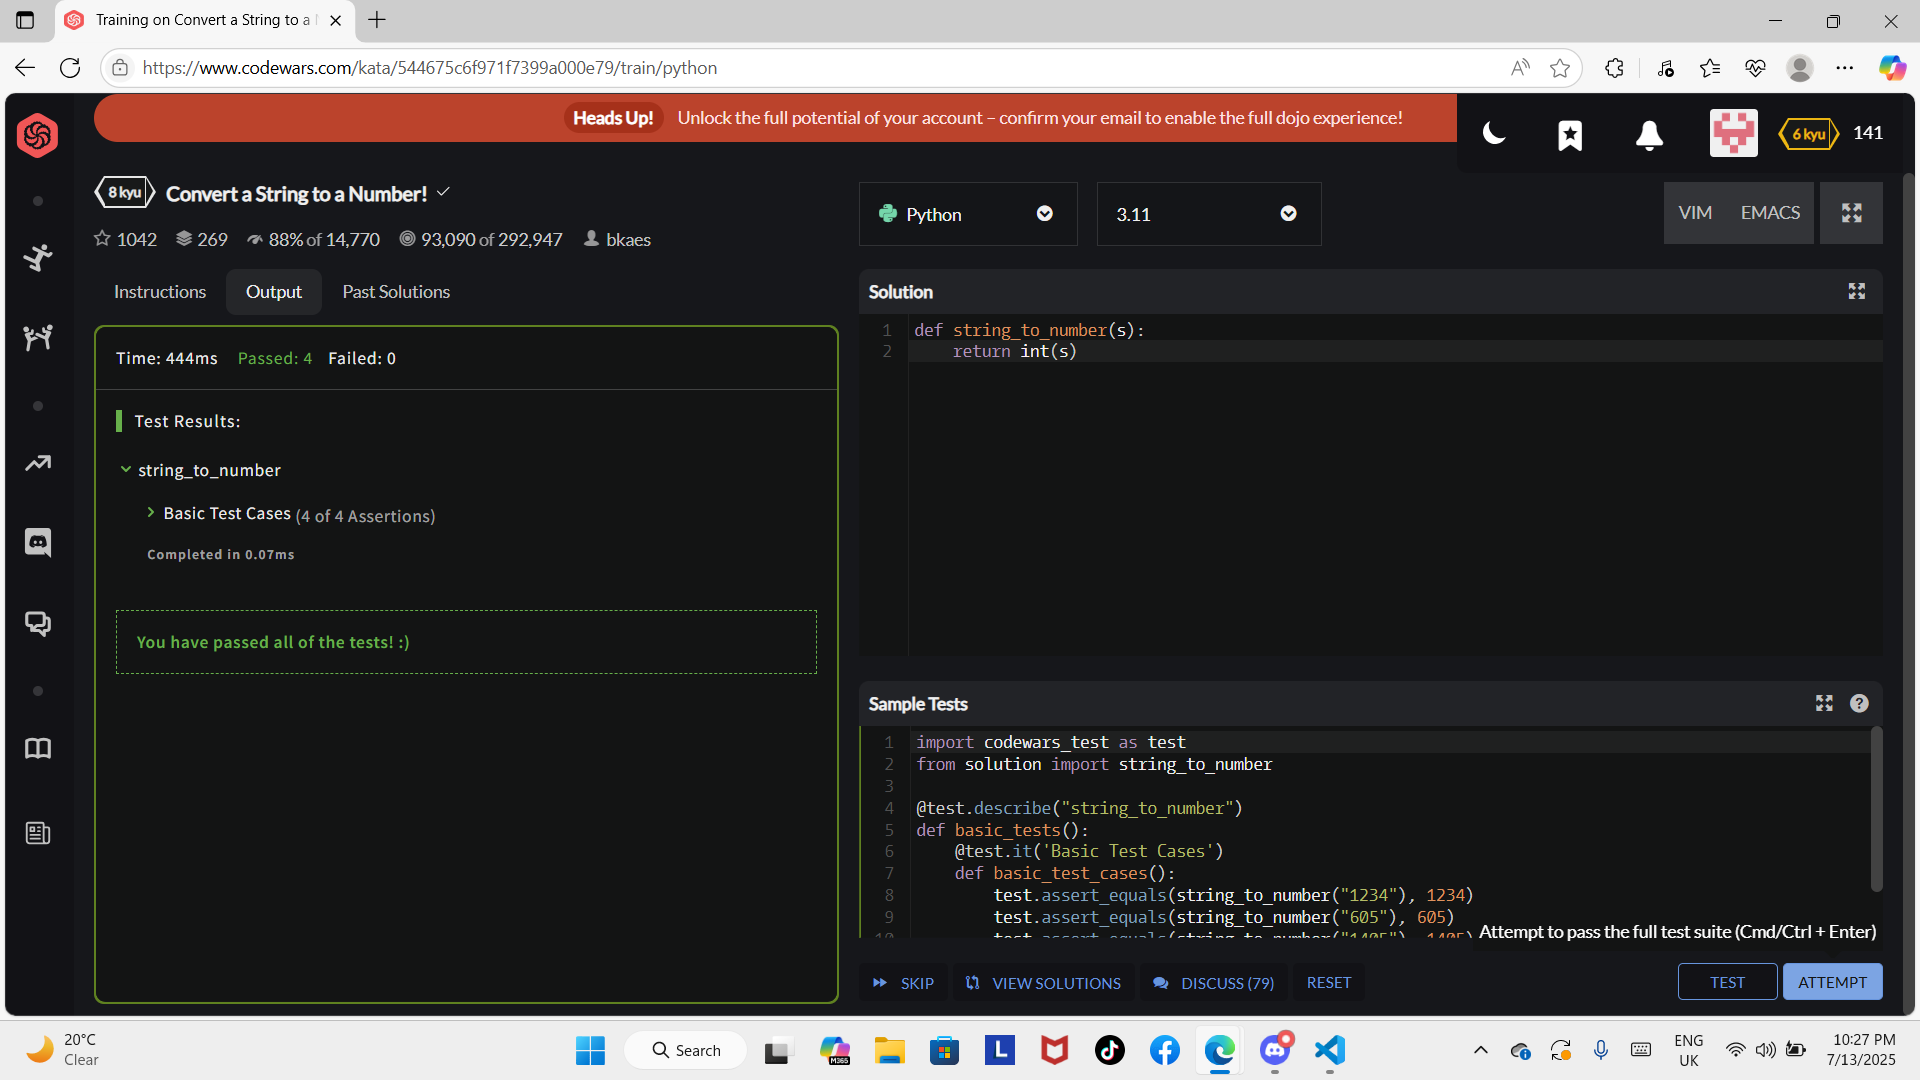 Training on Convert a String to a
https://www.codewars.com/kata/544675c6f971f7399a000e79/train/python
Heads Up! Unlock the full potential of your account – confirm your email to enable the full dojo experience!
6 kyu 141
8 kyu Convert a String to a Number!
1042 269 88% of 14,770 93,090 of 292,947 bkaes
Python 3.11 VIM EMACS
Instructions Output Past Solutions
Time: 444ms Passed: 4 Failed: 0
Test Results:
string_to_number
Basic Test Cases (4 of 4 Assertions)
Completed in 0.07ms
You have passed all of the tests! :)
Solution
1 def string_to_number(s):
2     return int(s)
Sample Tests
1 import codewars_test as test
2 from solution import string_to_number
3
4 @test.describe("string_to_number")
5 def basic_tests():
6     @test.it('Basic Test Cases')
7     def basic_test_cases():
8         test.assert_equals(string_to_number("1234"), 1234)
9         test.assert_equals(string_to_number("605"), 605)
10         test.assert_equals(string_to_number("1405"), 1405)
Attempt to pass the full test suite (Cmd/Ctrl + Enter)
SKIP VIEW SOLUTIONS DISCUSS (79) RESET TEST ATTEMPT
20°C
Clear
Search
M365
L
ENG
UK
10:27 PM
7/13/2025